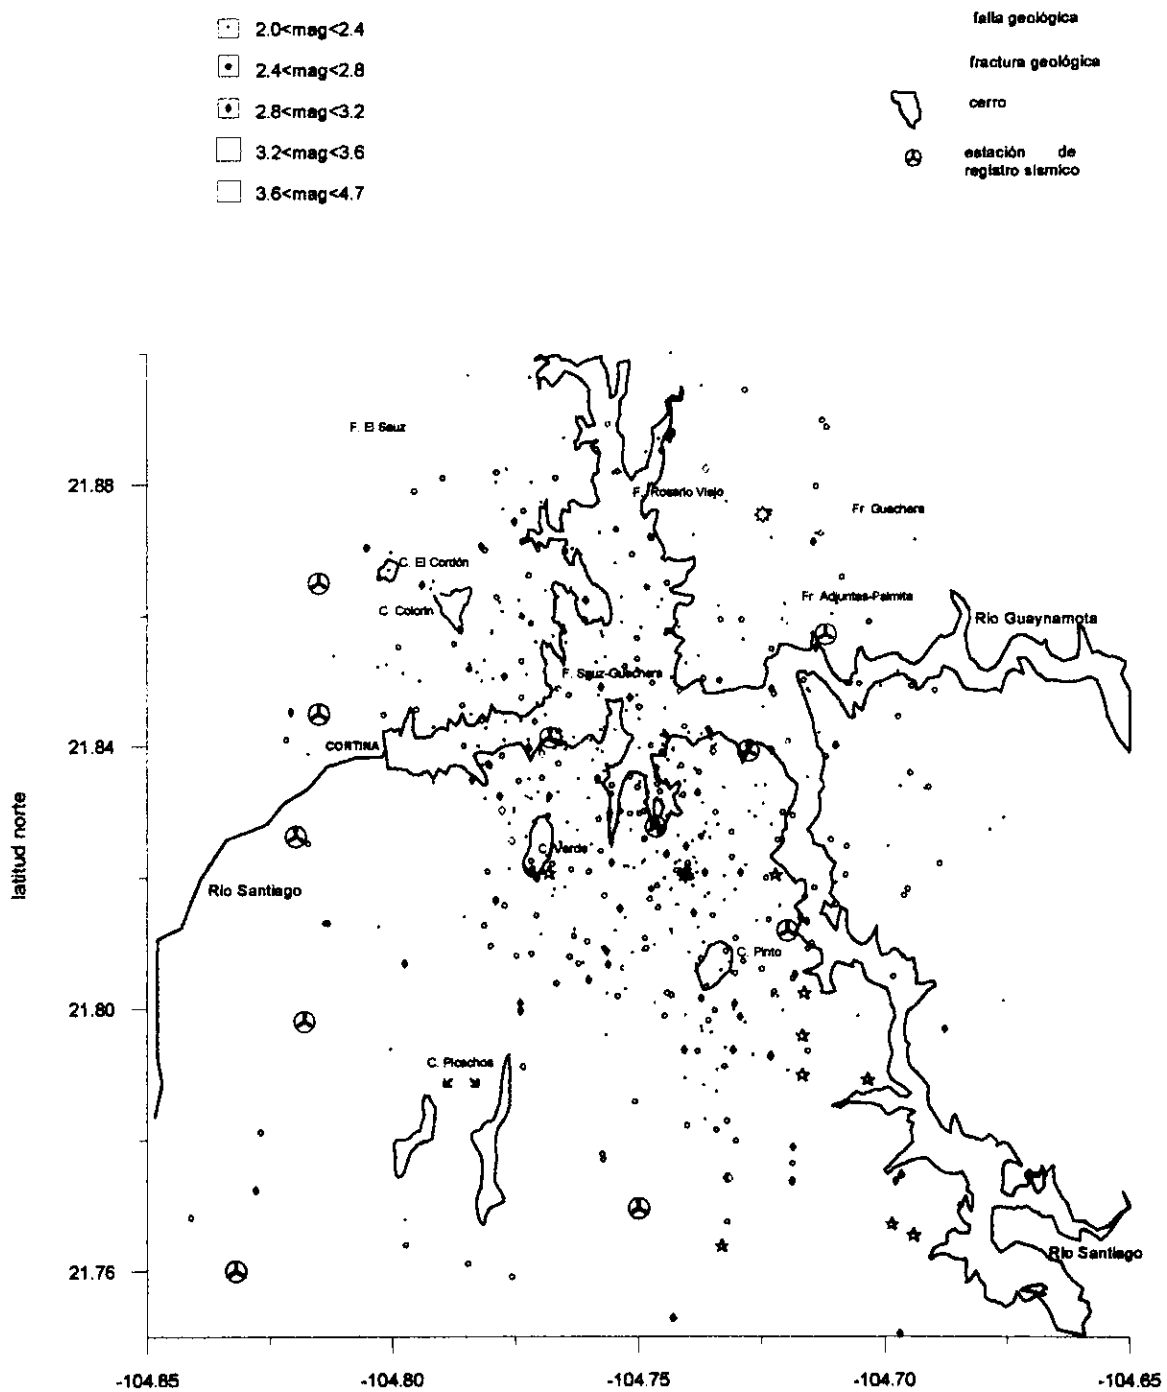 2.0<mag<2.4
2.4<mag<2.8
2.8<mag<3.2
3.2<mag<3.6
3.6<mag<4.7
falla geológica
fractura geológica
cerro
estación de
registro sísmico
F. El Sauz
21.88
F. Rosario Viejo
Fr Guachara
C. El Cordón
C. Colorín
Fr Adjuntas-Palmita
Río Guaynamota
F. Sauz-Guachara
21.84
CORTINA
latitud norte
C. Verde
Río Santiago
C. Pinto
21.80
C. Picachos
Río Santiago
21.76
-104.85
-104.80
-104.75
-104.70
-104.65